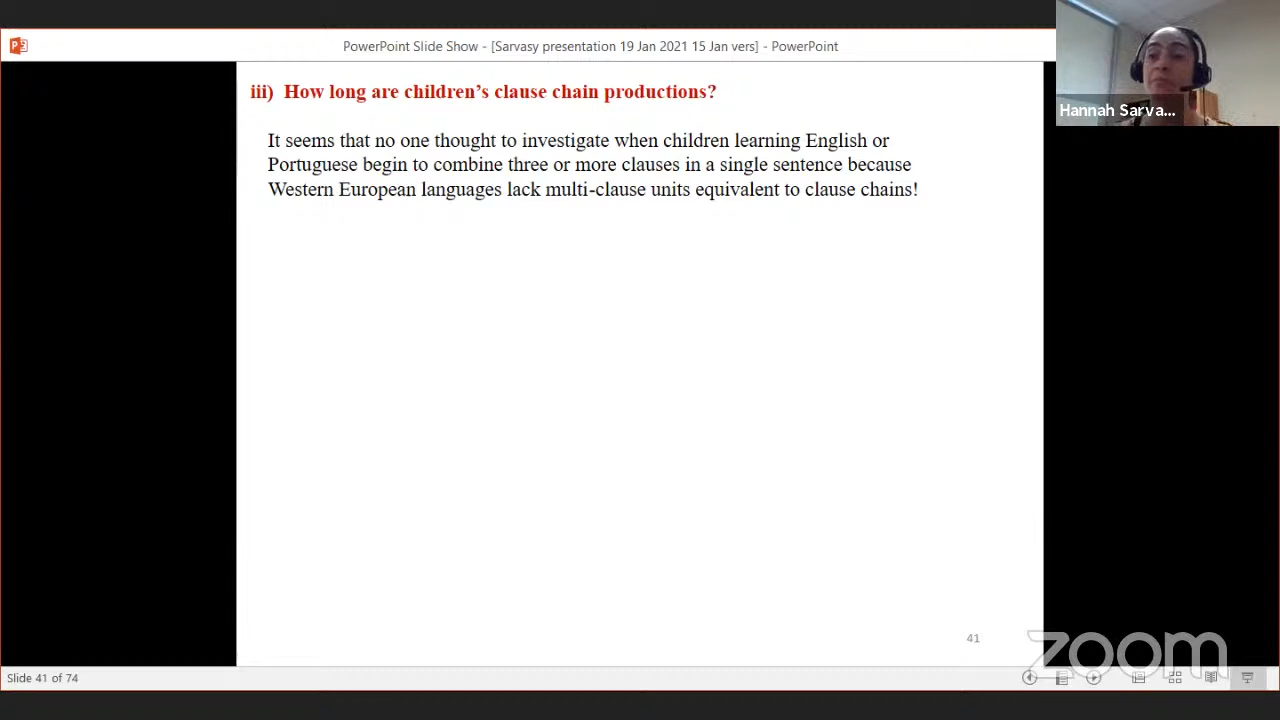 PowerPoint Slide Show - [Sarvasy presentation 19 Jan 2021 15 Jan vers] - PowerPoint
Hannah Sarva...
iii) How long are children’s clause chain productions?
It seems that no one thought to investigate when children learning English or
Portuguese begin to combine three or more clauses in a single sentence because
Western European languages lack multi-clause units equivalent to clause chains!
41
zoom
Slide 41 of 74